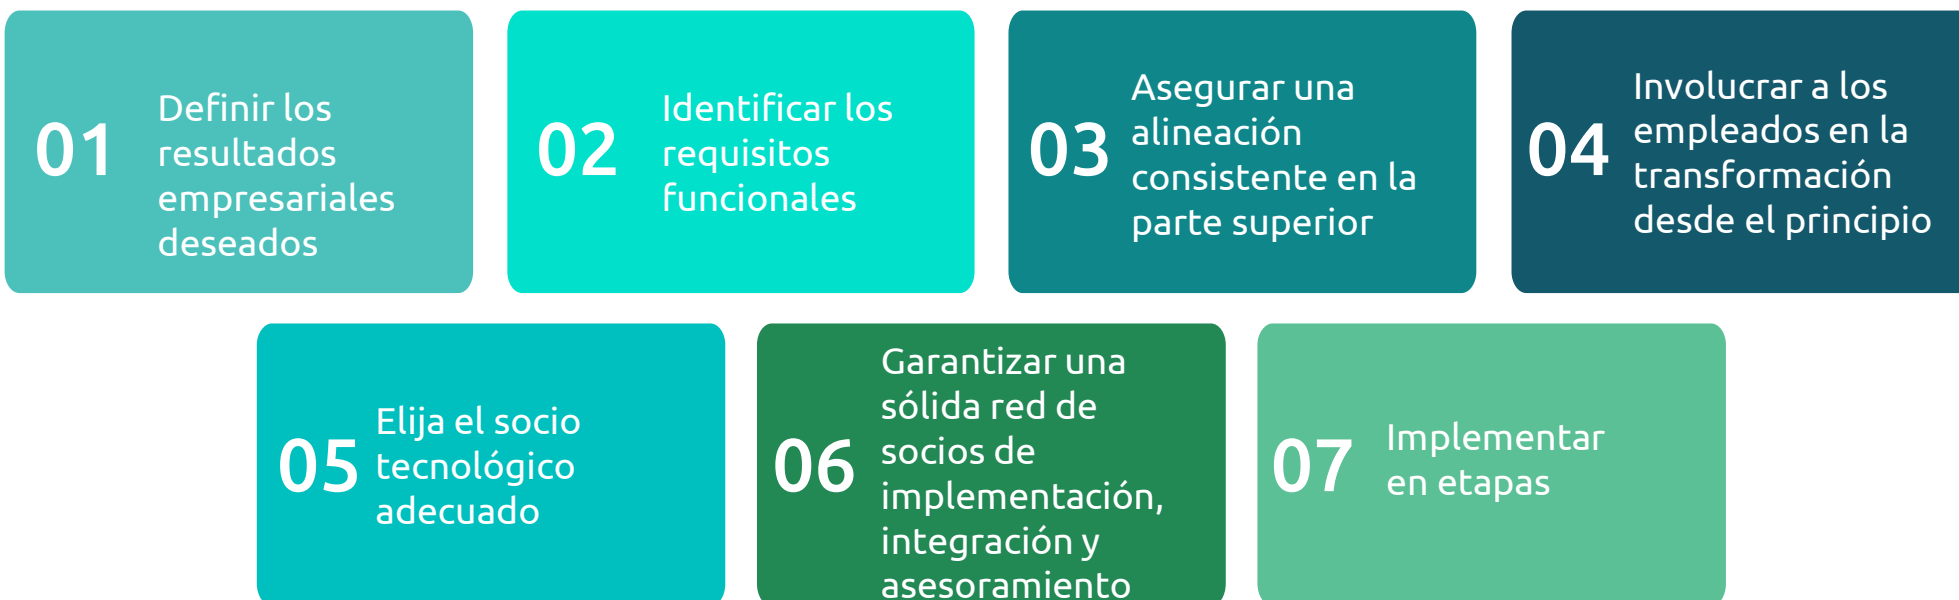 01
Definir los
resultados
empresariales
deseados
02
Identificar los
requisitos
funcionales
03
Asegurar una
alineación
consistente en la
parte superior
04
Involucrar a los
empleados en la
transformación
desde el principio
05
Elija el socio
tecnológico
adecuado
06
Garantizar una
sólida red de
socios de
implementación,
integración y
asesoramiento
07
Implementar
en etapas